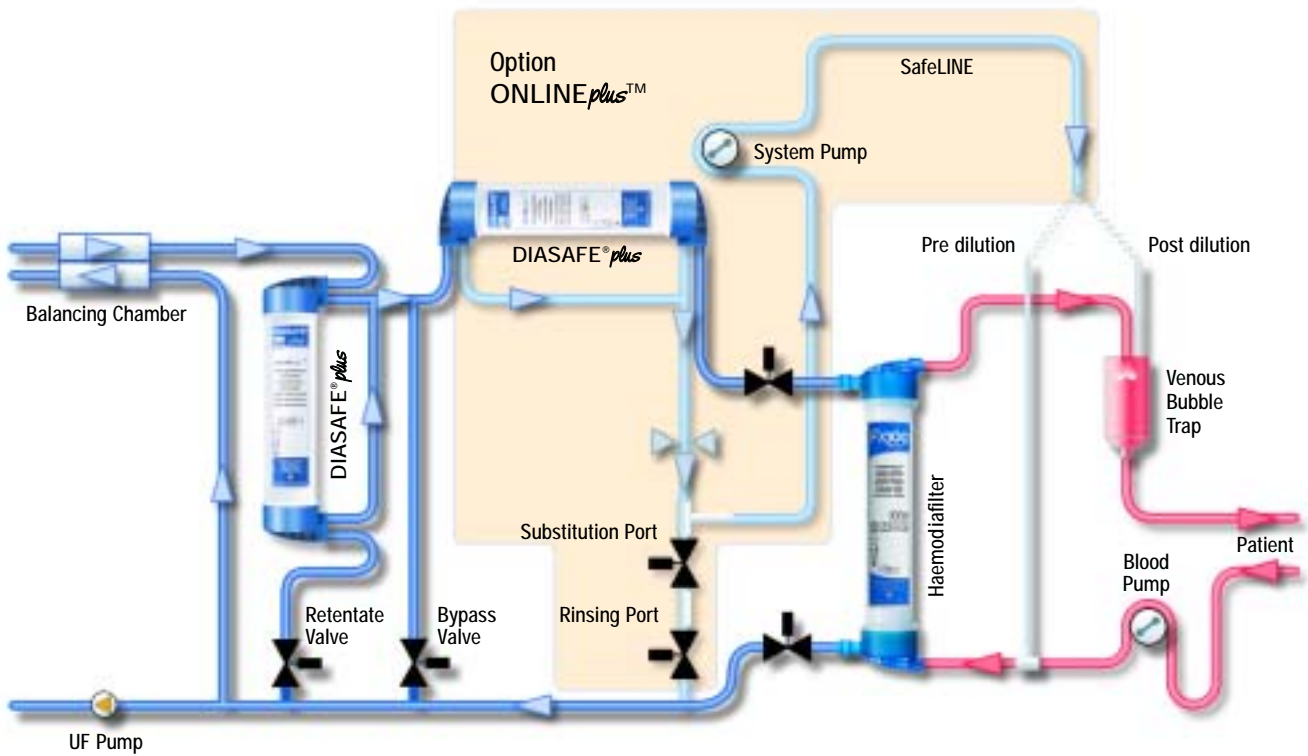 Option
ONLINEplus™
SafeLINE
System Pump
DIASAFE®plus
Pre dilution
Post dilution
Balancing Chamber
DIASAFE®plus
Venous
Bubble
Trap
Haemodiafilter
Substitution Port
Patient
Blood
Pump
Retentate
Valve
Bypass
Valve
Rinsing Port
UF Pump